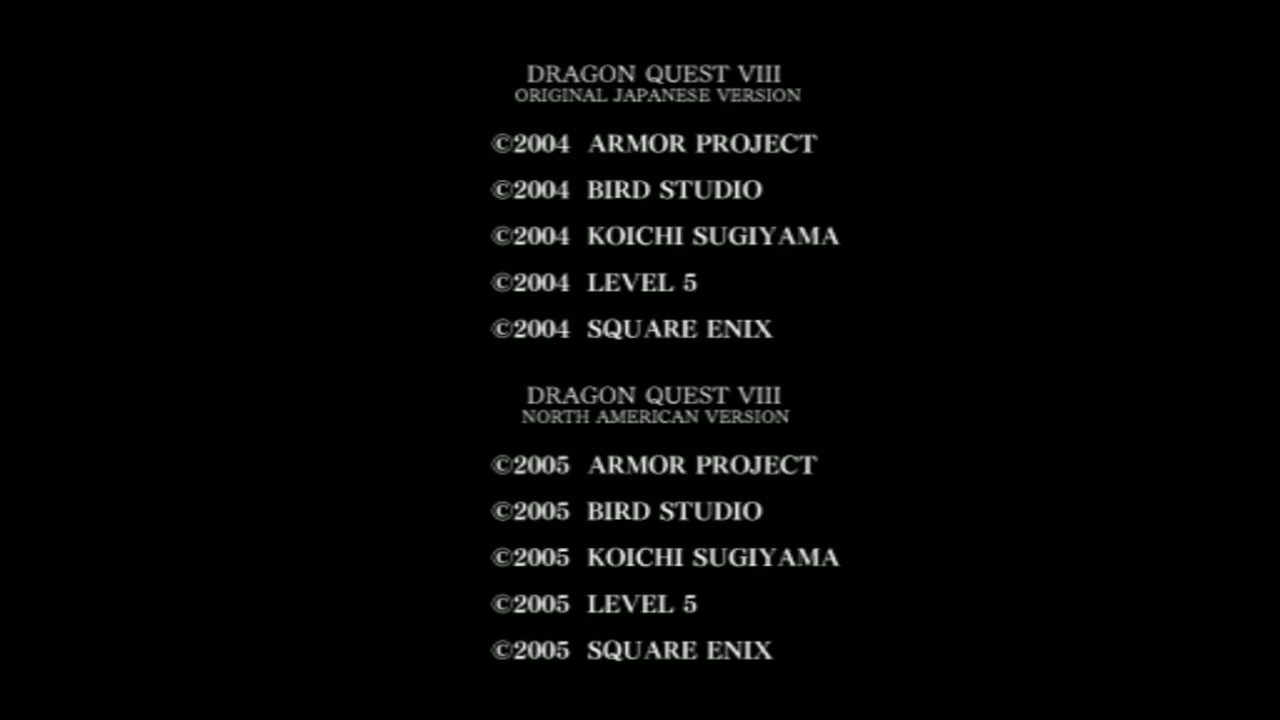 DRAGON QUEST VIII
ORIGINAL JAPANESE VERSION
©2004 ARMOR PROJECT
©2004 BIRD STUDIO
©2004 KOICHI SUGIYAMA
©2004 LEVEL 5
©2004 SQUARE ENIX
DRAGON QUEST VIII
NORTH AMERICAN VERSION
©2005 ARMOR PROJECT
©2005 BIRD STUDIO
©2005 KOICHI SUGIYAMA
©2005 LEVEL 5
©2005 SQUARE ENIX